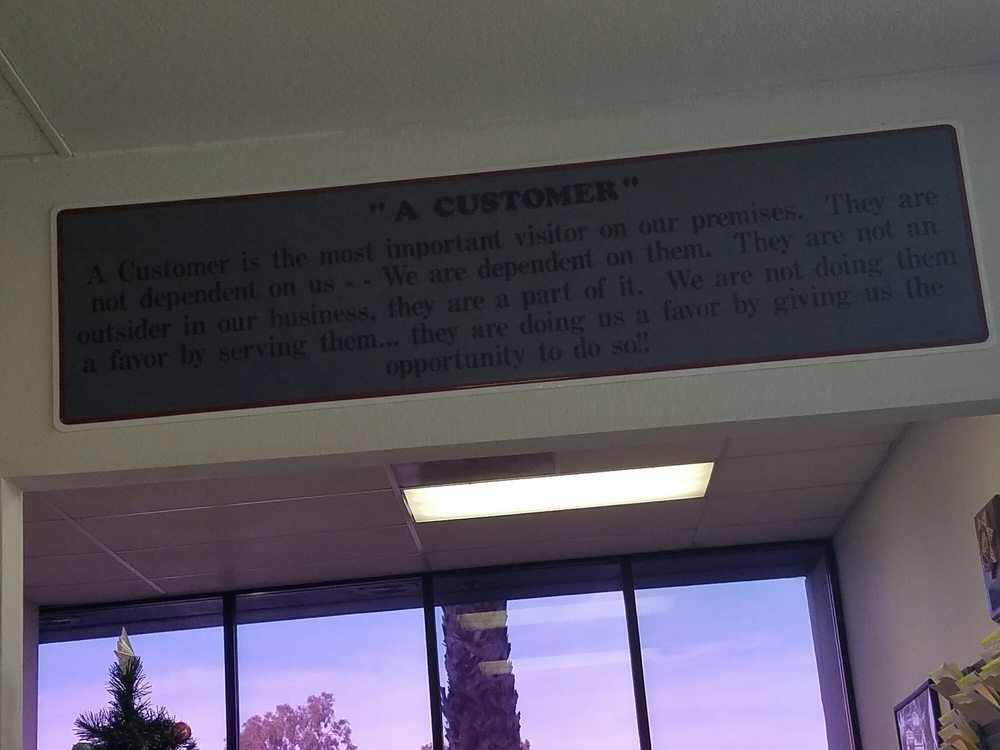 " A CUSTOMER"
A Customer is the most important visitor on our premises. They are
not dependent on us - - We are dependent on them. They are not an
outsider in our business, they are a part of it. We are not doing them
a favor by serving them... they are doing us a favor by giving us the
opportunity to do so!!